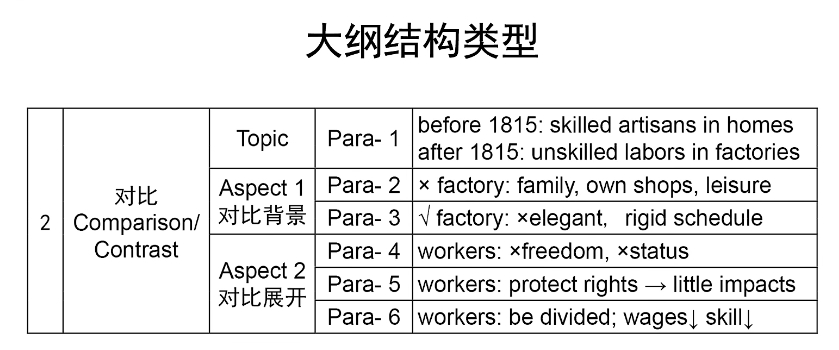 大纲结构类型
2
对比
Comparison/
Contrast
Topic
Para- 1
before 1815: skilled artisans in homes
after 1815: unskilled labors in factories
Aspect 1
对比背景
Para- 2
× factory: family, own shops, leisure
Para- 3
√ factory: ×elegant, rigid schedule
Aspect 2
对比展开
Para- 4
workers: ×freedom, ×status
Para- 5
workers: protect rights → little impacts
Para- 6
workers: be divided; wages↓ skill↓